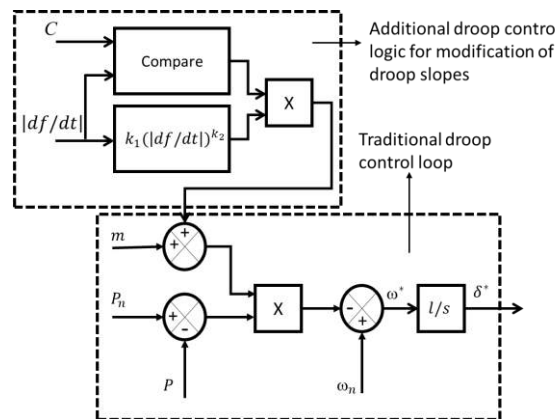 C
Compare
|df/dt|
k₁(|df/dt|)^k₂
X
Additional droop contro
logic for modification of
droop slopes
Traditional droop
control loop
+
+
m
Pₙ
+
-
P
X
-
+
ωₙ
ω*
l/s
δ*